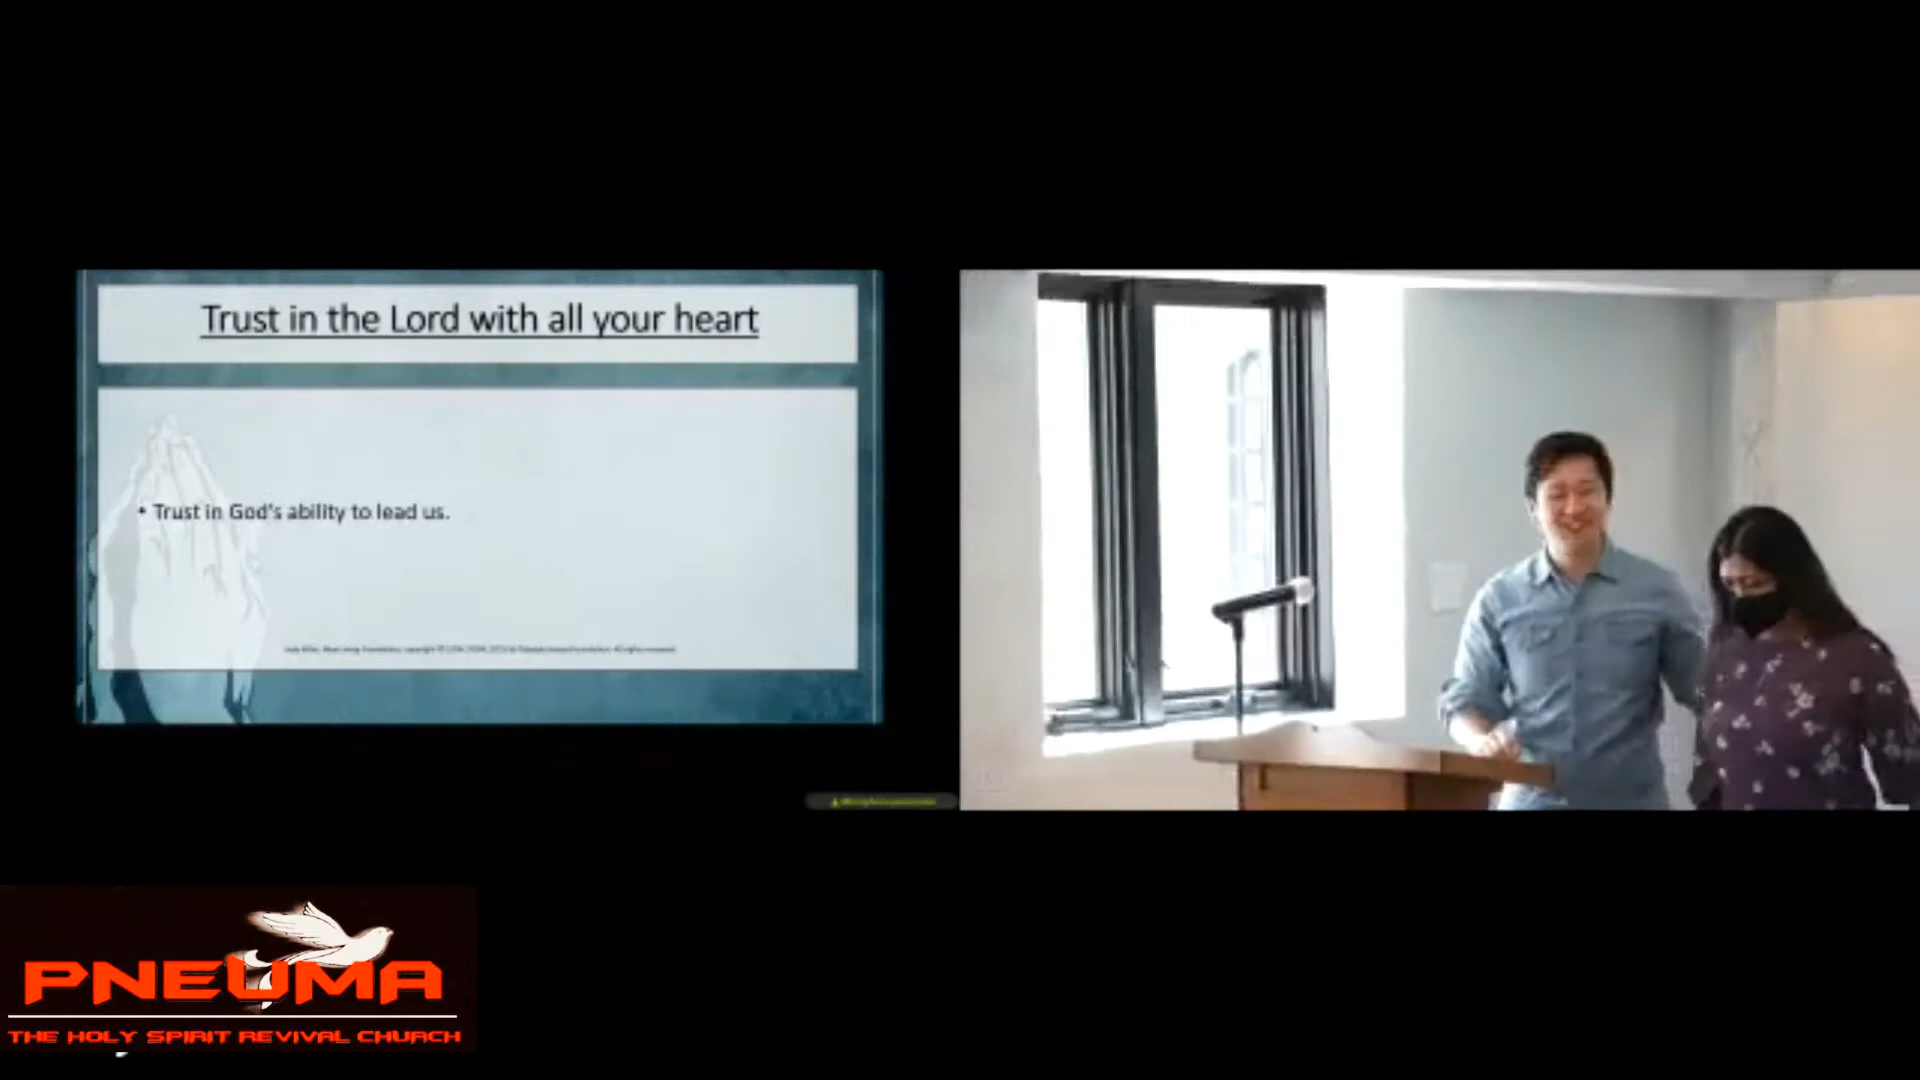 Trust in the Lord with all your heart
• Trust in God's ability to lead us.
PNEUMA
THE HOLY SPIRIT REVIVAL CHURCH